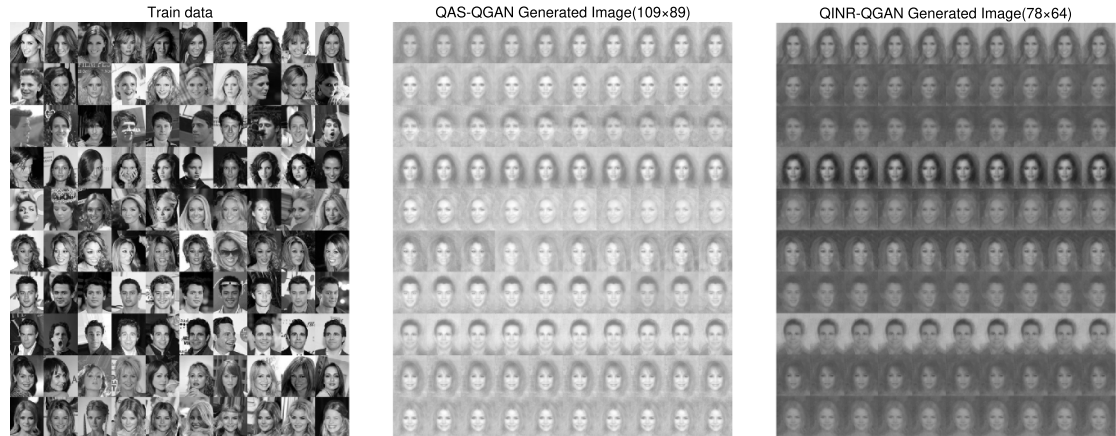 Train data
QAS-QGAN Generated Image(109×89)
QINR-QGAN Generated Image(78×64)